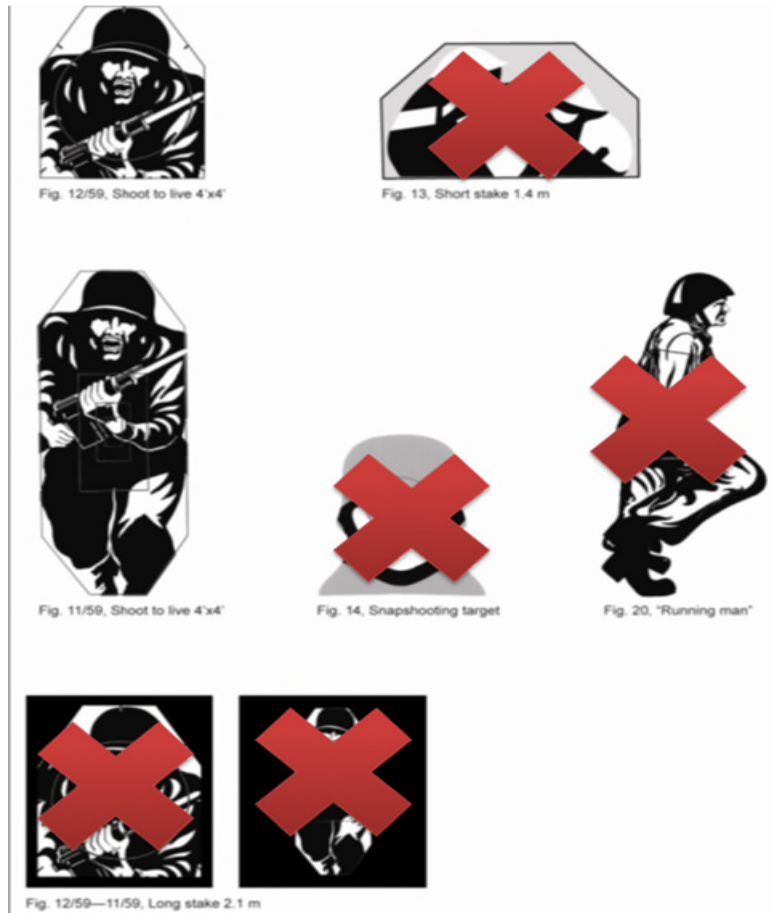 Fig. 12/59, Shoot to live 4'x4'
Fig. 13, Short stake 1.4 m
Fig. 11/59, Shoot to live 4'x4'
Fig. 14, Snapshooting target
Fig. 20, “Running man”
Fig. 12/59—11/59, Long stake 2.1 m